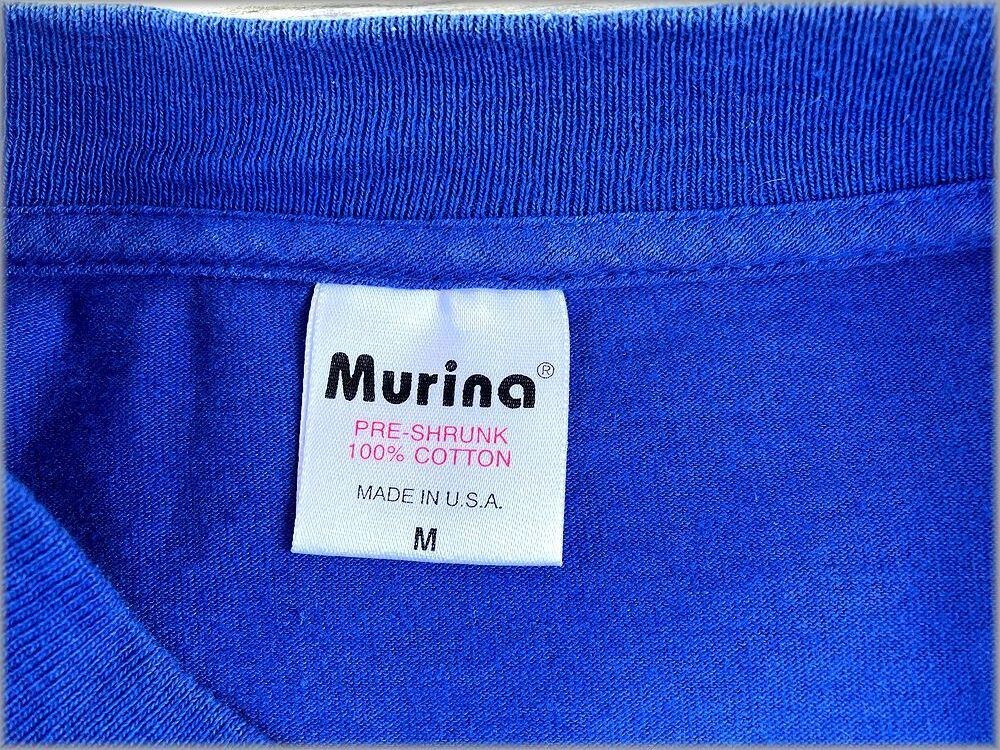 Murina®
PRE-SHRUNK
100% COTTON
MADE IN U.S.A.
M